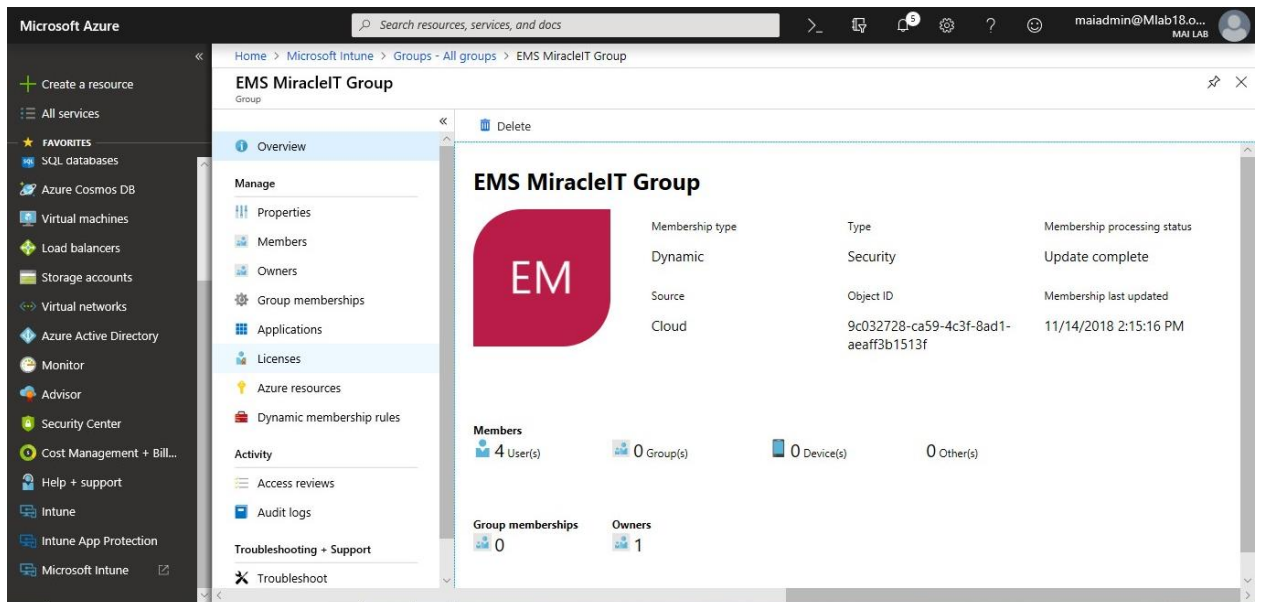 Microsoft Azure
Search resources, services, and docs
5
maiadmin@Mlab18.o...
MAI LAB
Create a resource
All services
FAVORITES
SQL databases
Azure Cosmos DB
Virtual machines
Load balancers
Storage accounts
Virtual networks
Azure Active Directory
Monitor
Advisor
Security Center
Cost Management + Bill...
Help + support
Intune
Intune App Protection
Microsoft Intune
Home > Microsoft Intune > Groups - All groups > EMS MiracleIT Group
EMS MiracleIT Group
Group
Overview
Manage
Properties
Members
Owners
Group memberships
Applications
Licenses
Azure resources
Dynamic membership rules
Activity
Access reviews
Audit logs
Troubleshooting + Support
Troubleshoot
Delete
EMS MiracleIT Group
EM
Membership type
Dynamic
Type
Security
Membership processing status
Update complete
Source
Cloud
Object ID
9c032728-ca59-4c3f-8ad1-
aeaff3b1513f
Membership last updated
11/14/2018 2:15:16 PM
Members
4 User(s)
0 Group(s)
0 Device(s)
0 Other(s)
Group memberships
0
Owners
1